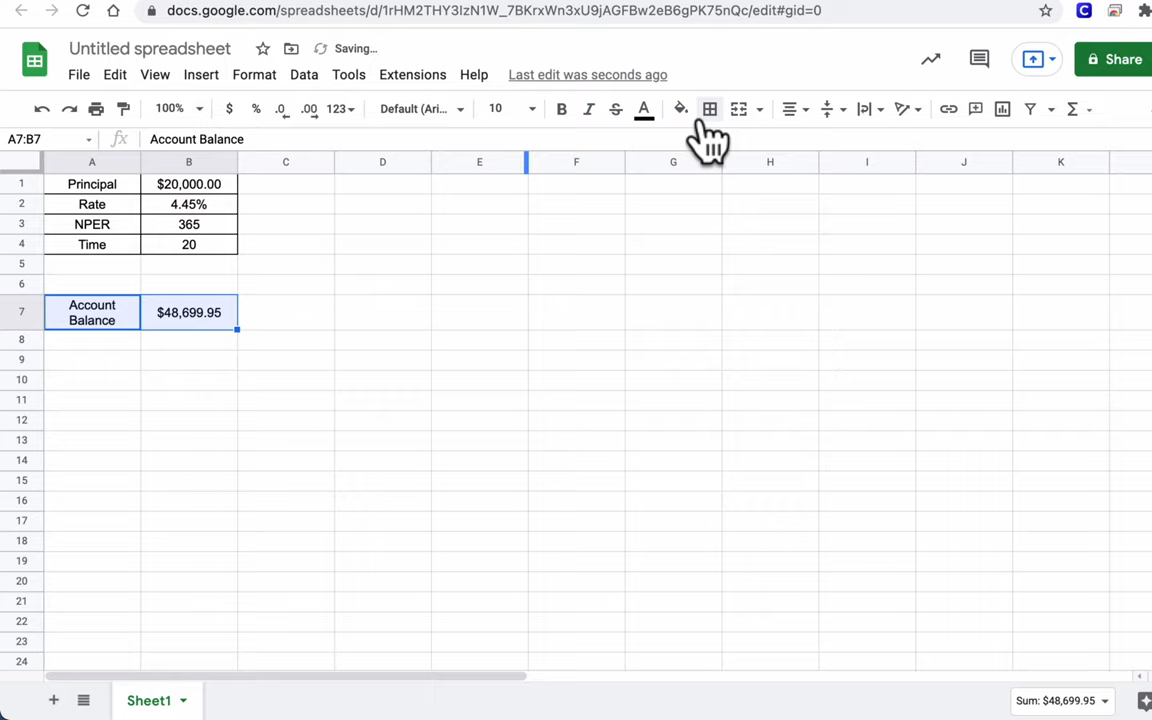 docs.google.com/spreadsheets/d/1rHM2THY3IzN1W_7BKrxWn3xU9jAGFBw2eB6gPK75nQc/edit#gid=0
Untitled spreadsheet
Saving...
Share
File Edit View Insert Format Data Tools Extensions Help Last edit was seconds ago
100% $ % .0 .00 123 Default (Ari... 10 B I S A Σ
A7:B7 fx Account Balance
A B C D E F G H I J K
1 Principal $20,000.00
2 Rate 4.45%
3 NPER 365
4 Time 20
5
6
7 Account Balance $48,699.95
8
9
10
11
12
13
14
15
16
17
18
19
20
21
22
23
24
Sheet1
Sum: $48,699.95